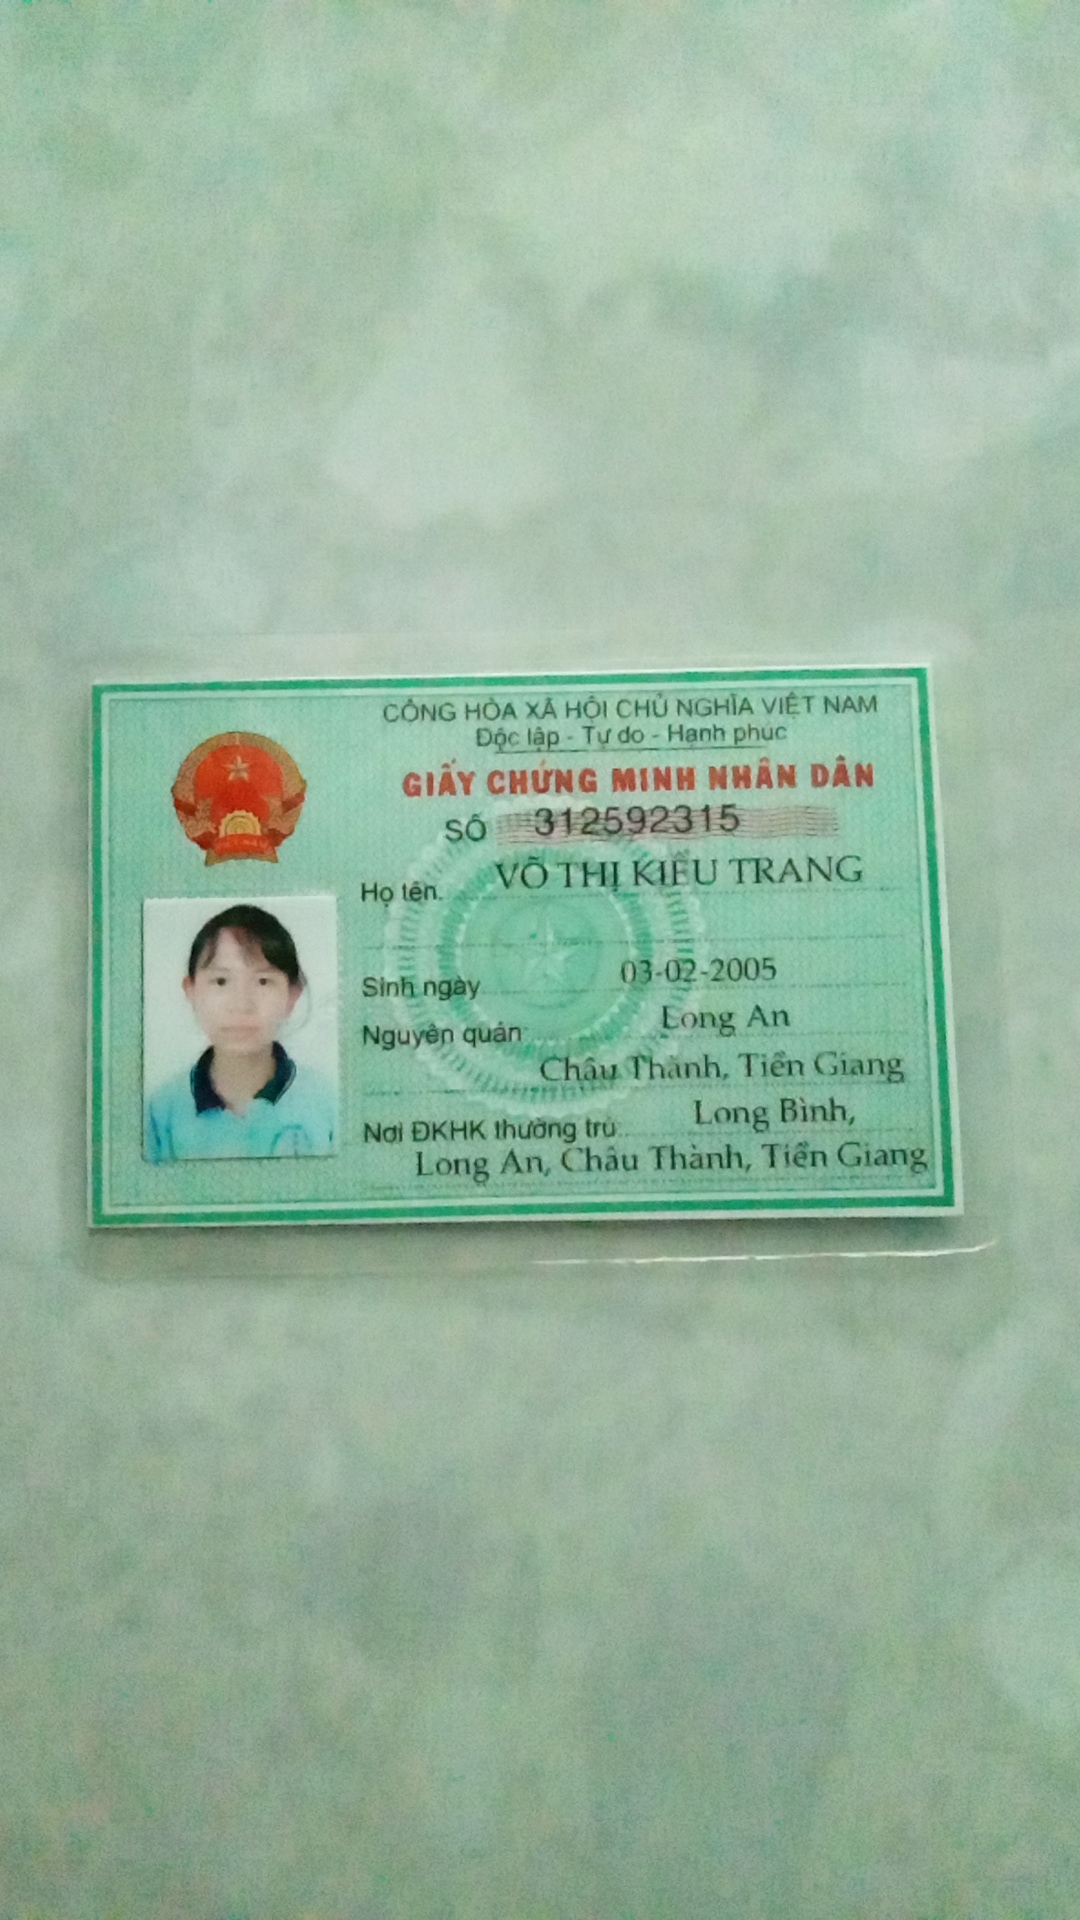 CỘNG HÒA XÃ HỘI CHỦ NGHĨA VIỆT NAM
Độc lập - Tự do - Hạnh phúc
GIẤY CHỨNG MINH NHÂN DÂN
SỐ 312592315
Họ tên. VÕ THỊ KIỀU TRANG
Sinh ngày 03-02-2005
Nguyên quán Long An
Châu Thành, Tiền Giang
Nơi ĐKHK thường trú Long Bình,
Long An, Châu Thành, Tiền Giang